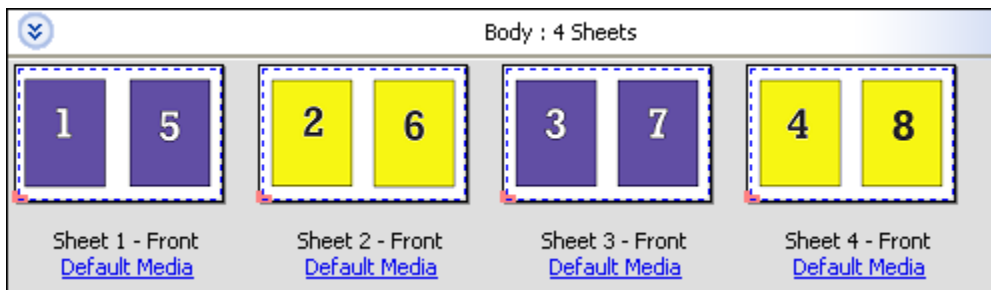 Body : 4 Sheets
1 5 2 6 3 7 4 8
Sheet 1 - Front Sheet 2 - Front Sheet 3 - Front Sheet 4 - Front
Default Media Default Media Default Media Default Media